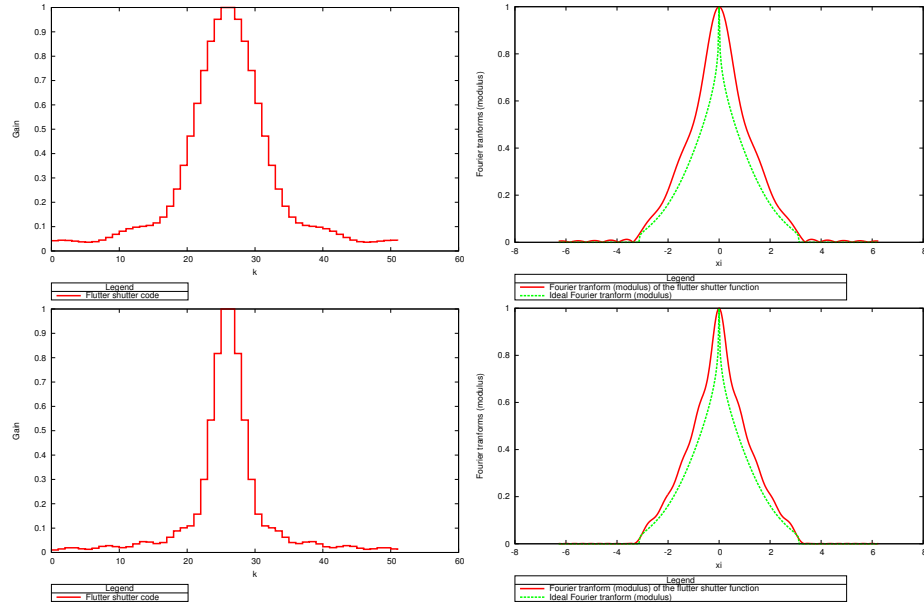 1
0.9
0.8
0.7
0.6
0.5
0.4
0.3
0.2
0.1
0
Gain
0 10 20 30 40 50 60
k
Legend
Flutter shutter code
1
0.8
0.6
0.4
0.2
0
Fourier tranforms (modulus)
-8 -6 -4 -2 0 2 4 6 8
xi
Legend
Fourier tranform (modulus) of the flutter shutter function
Ideal Fourier tranform (modulus)
1
0.9
0.8
0.7
0.6
0.5
0.4
0.3
0.2
0.1
0
Gain
0 10 20 30 40 50 60
k
Legend
Flutter shutter code
1
0.8
0.6
0.4
0.2
0
Fourier tranforms (modulus)
-8 -6 -4 -2 0 2 4 6 8
xi
Legend
Fourier tranform (modulus) of the flutter shutter function
Ideal Fourier tranform (modulus)